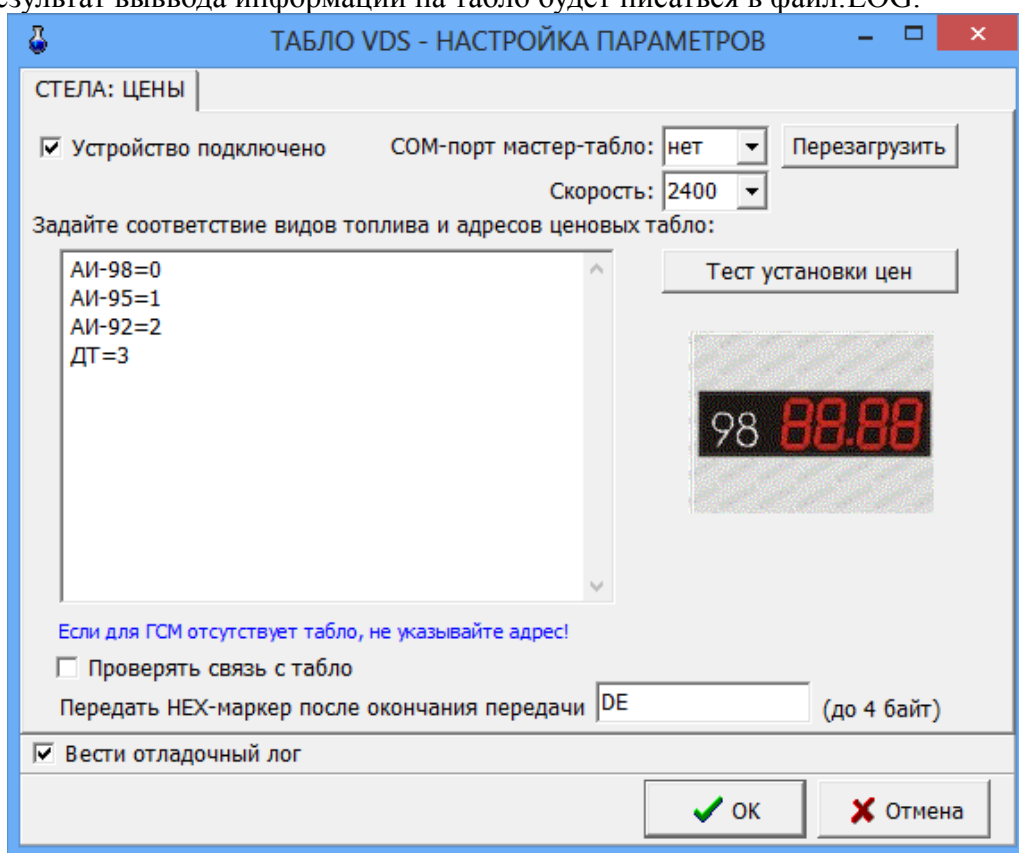 результат выввода информации на табло будет писаться в файл.LOG.
ТАБЛО VDS - НАСТРОЙКА ПАРАМЕТРОВ
СТЕЛА: ЦЕНЫ
Устройство подключено COM-порт мастер-табло: нет Перезагрузить
Скорость: 2400
Задайте соответствие видов топлива и адресов ценовых табло:
АИ-98=0
АИ-95=1
АИ-92=2
ДТ=3
Тест установки цен
98 88.88
Если для ГСМ отсутствует табло, не указывайте адрес!
Проверять связь с табло
Передать HEX-маркер после окончания передачи DE (до 4 байт)
Вести отладочный лог
OK Отмена